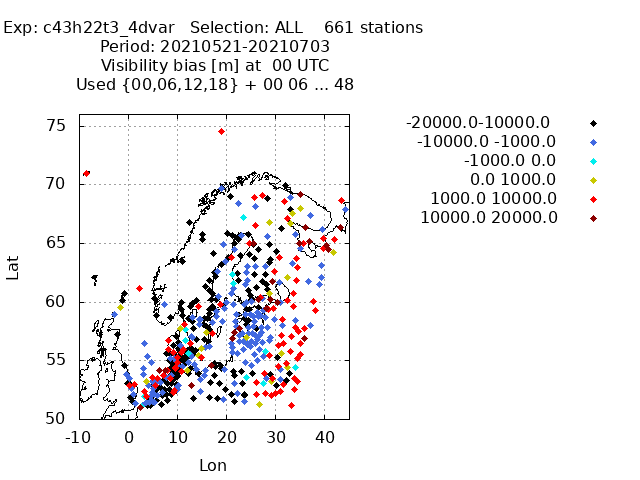 Exp: c43h22t3_4dvar   Selection: ALL    661 stations
Period: 20210521-20210703
Visibility bias [m] at  00 UTC
Used {00,06,12,18} + 00 06 ... 48
-20000.0-10000.0
-10000.0 -1000.0
-1000.0 0.0
0.0 1000.0
1000.0 10000.0
10000.0 20000.0
75
70
65
60
55
50
Lat
-10 0 10 20 30 40
Lon